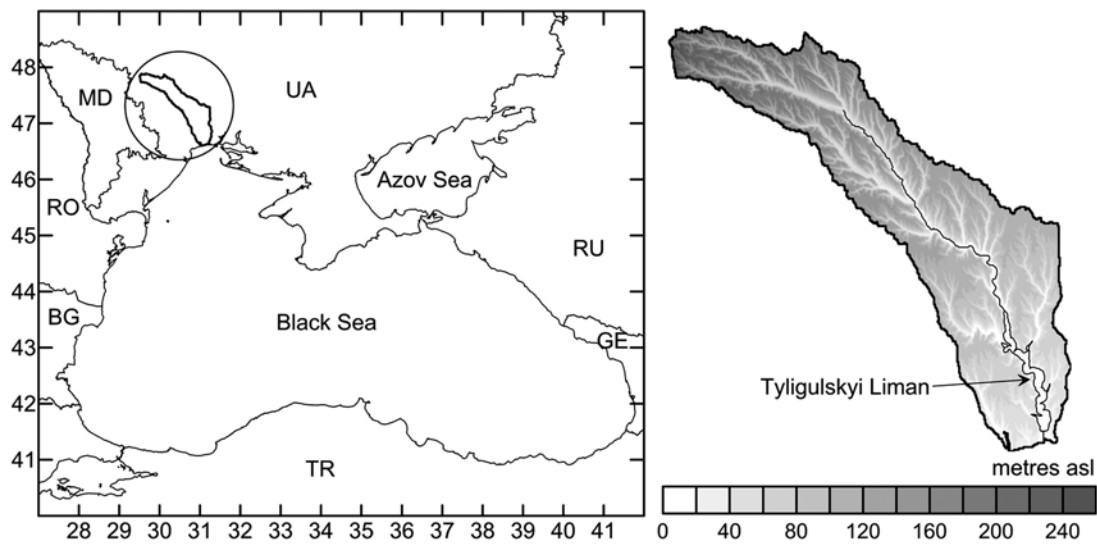 48
47
46
45
44
43
42
41
MD
UA
RO
Azov Sea
RU
BG
Black Sea
GE
TR
28 29 30 31 32 33 34 35 36 37 38 39 40 41
Tyligulskyi Liman
metres asl
0 40 80 120 160 200 240